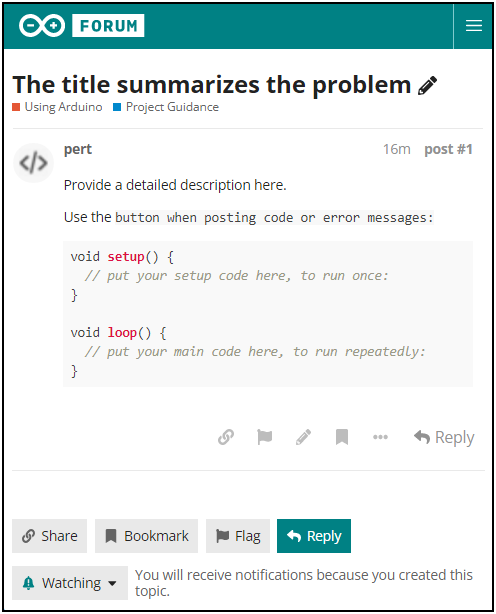 FORUM
The title summarizes the problem
Using Arduino Project Guidance
pert 16m post #1
Provide a detailed description here.
Use the button when posting code or error messages:
void setup() {
  // put your setup code here, to run once:
}
void loop() {
  // put your main code here, to run repeatedly:
}
Reply
Share Bookmark Flag Reply
Watching
You will receive notifications because you created this
topic.